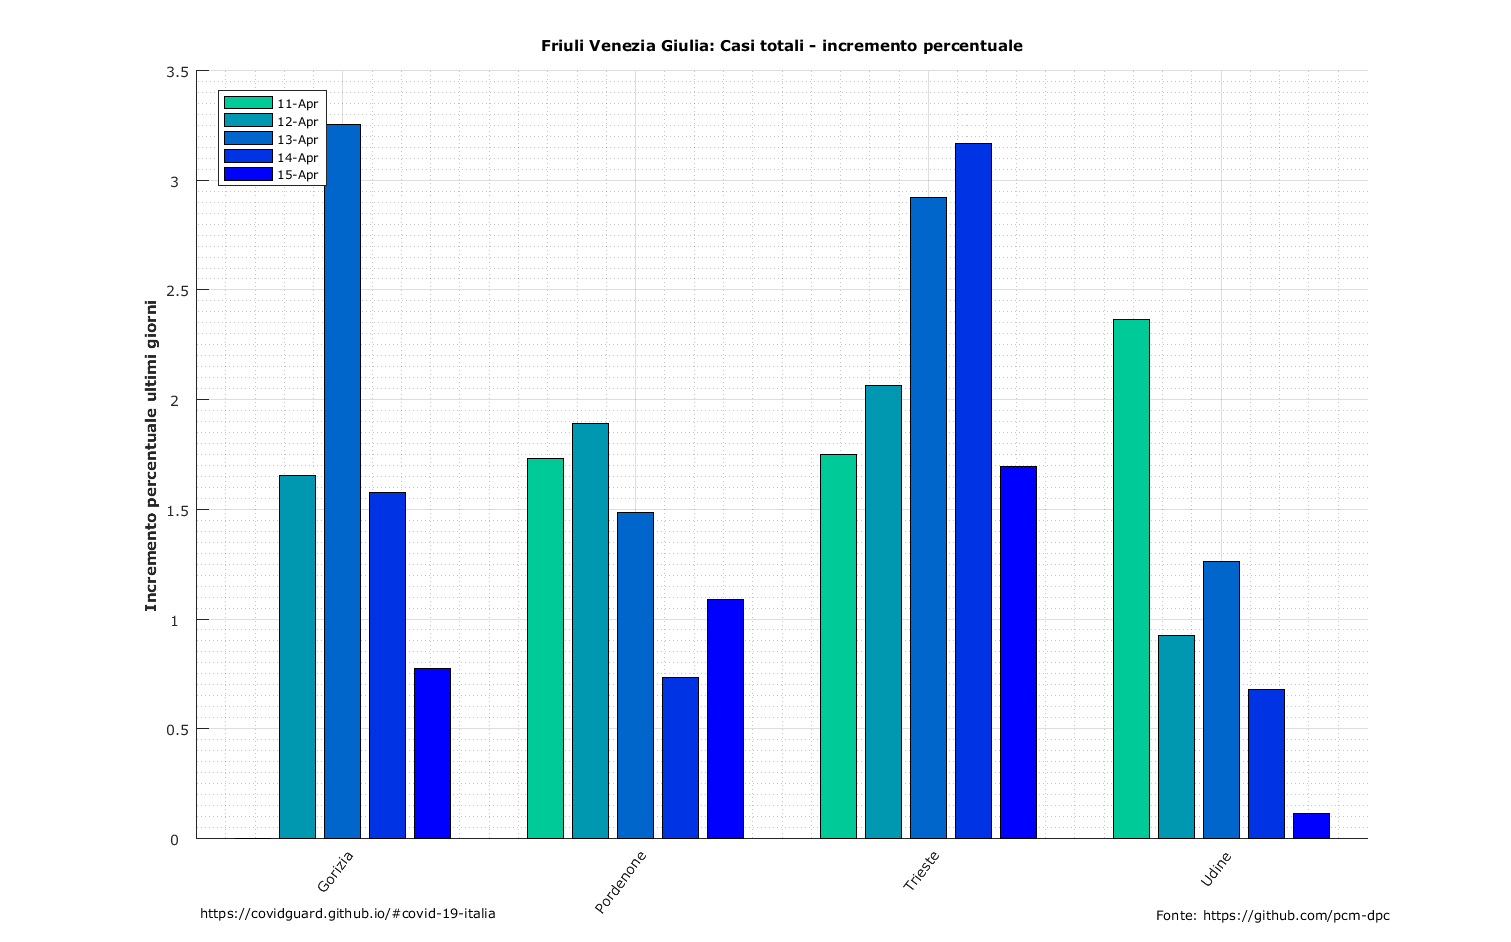 Friuli Venezia Giulia: Casi totali - incremento percentuale
3.5
3
2.5
2
1.5
1
0.5
0
Incremento percentuale ultimi giorni
11-Apr
12-Apr
13-Apr
14-Apr
15-Apr
Gorizia
Pordenone
Trieste
Udine
https://covidguard.github.io/#covid-19-italia
Fonte: https://github.com/pcm-dpc